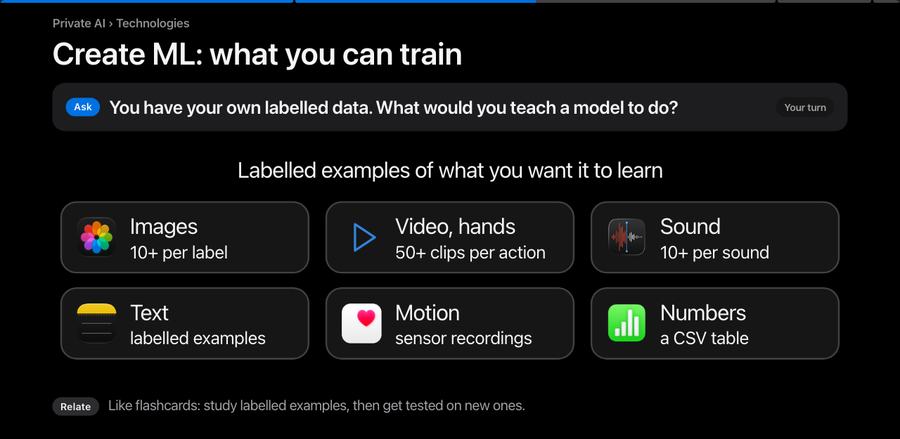 Private AI › Technologies
Create ML: what you can train
Ask You have your own labelled data. What would you teach a model to do? Your turn
Labelled examples of what you want it to learn
Images
10+ per label
Video, hands
50+ clips per action
Sound
10+ per sound
Text
labelled examples
Motion
sensor recordings
Numbers
a CSV table
Relate Like flashcards: study labelled examples, then get tested on new ones.